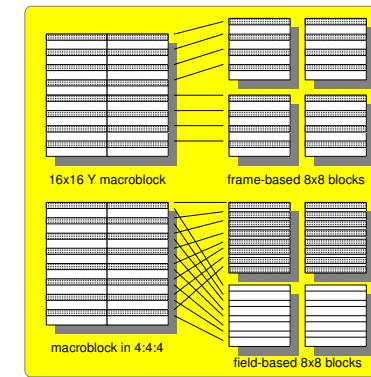 16x16 Y macroblock
frame-based 8x8 blocks
macroblock in 4:4:4
field-based 8x8 blocks